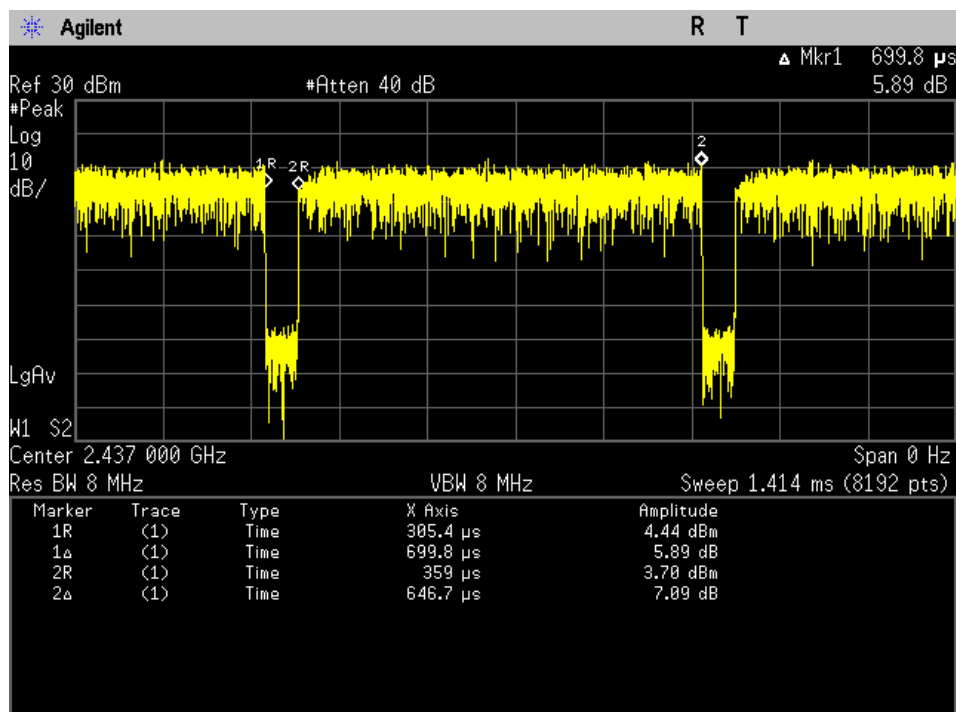 Agilent R T
Δ Mkr1 699.8 µs
Ref 30 dBm #Atten 40 dB 5.89 dB
#Peak
Log
10
dB/
1R 2R 2
LgAv
W1 S2
Center 2.437 000 GHz Span 0 Hz
Res BW 8 MHz VBW 8 MHz Sweep 1.414 ms (8192 pts)
Marker Trace Type X Axis Amplitude
1R (1) Time 305.4 µs 4.44 dBm
1Δ (1) Time 699.8 µs 5.89 dB
2R (1) Time 359 µs 3.70 dBm
2Δ (1) Time 646.7 µs 7.09 dB